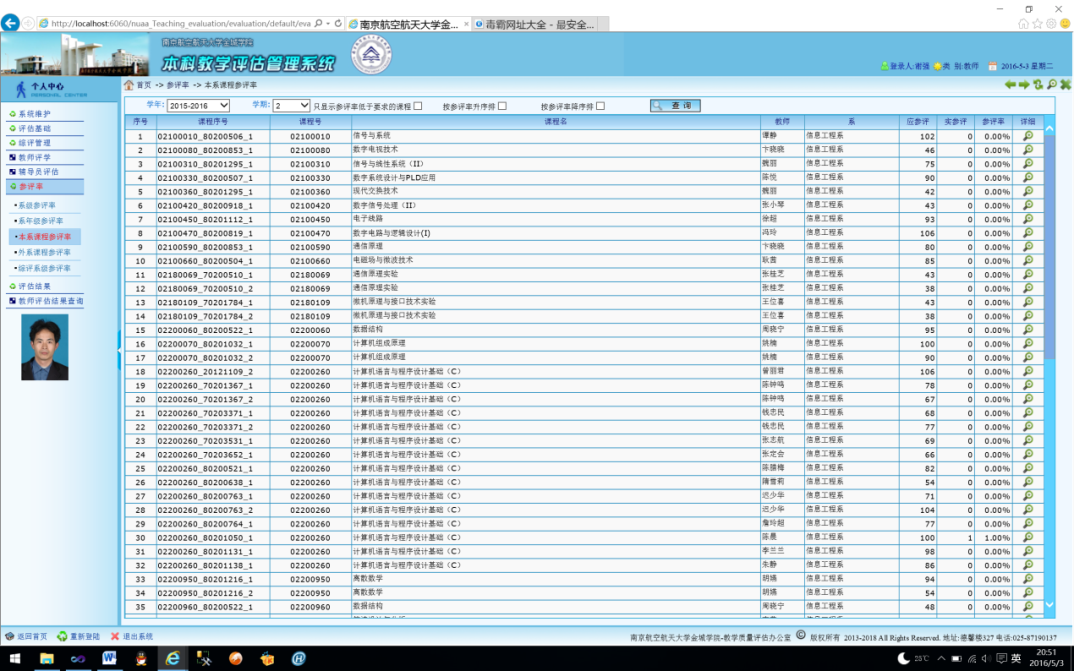 http://localhost:6060/nuaa_Teaching_evaluation/evaluation/default/eva
南京航空航天大学金...
毒霸网址大全 - 最安全...
南京航空航天大学金城学院
本科教学评估管理系统
登录人:谢强 类 别:教师 2016-5-3 星期二
个人中心
PERSONAL CENTER
首页 -> 参评率 -> 本系课程参评率
系统维护
评估基础
综评管理
教师评学
辅导员评估
参评率
系级参评率
系年级参评率
本系课程参评率
外系课程参评率
综评系级参评率
评估结果
教师评估结果查询
学年: 2015-2016 学期: 2 只显示参评率低于要求的课程 按参评率升序排 按参评率降序排 查 询
序号 课程序号 课程号 课程名 教师 系 应参评 实参评 参评率 详细
1 02100010_80200506_1 02100010 信号与系统 谭静 信息工程系 102 0 0.00%
2 02100080_80200853_1 02100080 数字电视技术 卞晓晓 信息工程系 46 0 0.00%
3 02100310_80201295_1 02100310 信号与线性系统（II） 魏丽 信息工程系 75 0 0.00%
4 02100330_80200507_1 02100330 数字系统设计与PLD应用 陈悦 信息工程系 90 0 0.00%
5 02100360_80201295_1 02100360 现代交换技术 魏丽 信息工程系 42 0 0.00%
6 02100420_80200918_1 02100420 数字信号处理（II） 张小琴 信息工程系 43 0 0.00%
7 02100450_80201112_1 02100450 电子线路 徐超 信息工程系 93 0 0.00%
8 02100470_80200819_1 02100470 数字电路与逻辑设计(I) 冯玲 信息工程系 106 0 0.00%
9 02100590_80200853_1 02100590 通信原理 卞晓晓 信息工程系 80 0 0.00%
10 02100660_80200504_1 02100660 电磁场与微波技术 耿茜 信息工程系 85 0 0.00%
11 02180069_70200510_1 02180069 通信原理实验 张桂芝 信息工程系 43 0 0.00%
12 02180069_70200510_2 02180069 通信原理实验 张桂芝 信息工程系 38 0 0.00%
13 02180109_70201784_1 02180109 微机原理与接口技术实验 王位喜 信息工程系 43 0 0.00%
14 02180109_70201784_2 02180109 微机原理与接口技术实验 王位喜 信息工程系 38 0 0.00%
15 02200060_80200522_1 02200060 数据结构 周晓宁 信息工程系 95 0 0.00%
16 02200070_80201032_1 02200070 计算机组成原理 姚楠 信息工程系 100 0 0.00%
17 02200070_80201032_2 02200070 计算机组成原理 姚楠 信息工程系 90 0 0.00%
18 02200260_20121109_2 02200260 计算机语言与程序设计基础（C） 曾丽君 信息工程系 106 0 0.00%
19 02200260_70201367_1 02200260 计算机语言与程序设计基础（C） 陈钟鸣 信息工程系 78 0 0.00%
20 02200260_70201367_2 02200260 计算机语言与程序设计基础（C） 陈钟鸣 信息工程系 67 0 0.00%
21 02200260_70203371_1 02200260 计算机语言与程序设计基础（C） 钱忠民 信息工程系 68 0 0.00%
22 02200260_70203371_2 02200260 计算机语言与程序设计基础（C） 钱忠民 信息工程系 77 0 0.00%
23 02200260_70203531_1 02200260 计算机语言与程序设计基础（C） 张志航 信息工程系 69 0 0.00%
24 02200260_70203652_1 02200260 计算机语言与程序设计基础（C） 张定会 信息工程系 66 0 0.00%
25 02200260_80200521_1 02200260 计算机语言与程序设计基础（C） 陈腊梅 信息工程系 82 0 0.00%
26 02200260_80200638_1 02200260 计算机语言与程序设计基础（C） 隋雪莉 信息工程系 54 0 0.00%
27 02200260_80200763_1 02200260 计算机语言与程序设计基础（C） 迟少华 信息工程系 71 0 0.00%
28 02200260_80200763_2 02200260 计算机语言与程序设计基础（C） 迟少华 信息工程系 104 0 0.00%
29 02200260_80200764_1 02200260 计算机语言与程序设计基础（C） 詹玲超 信息工程系 77 0 0.00%
30 02200260_80201050_1 02200260 计算机语言与程序设计基础（C） 陈晨 信息工程系 100 1 1.00%
31 02200260_80201131_1 02200260 计算机语言与程序设计基础（C） 李兰兰 信息工程系 98 0 0.00%
32 02200260_80201138_1 02200260 计算机语言与程序设计基础（C） 朱静 信息工程系 86 0 0.00%
33 02200950_80201216_1 02200950 离散数学 胡嫣 信息工程系 94 0 0.00%
34 02200950_80201216_2 02200950 离散数学 胡嫣 信息工程系 54 0 0.00%
35 02200960_80200522_1 02200960 数据结构 周晓宁 信息工程系 48 0 0.00%
返回首页 重新登陆 退出系统
南京航空航天大学金城学院-教学质量评估办公室 © 版权所有 2013-2018 All Rights Reserved. 地址:德馨楼327 电话:025-87190137
25℃ 英 20:51
2016/5/3